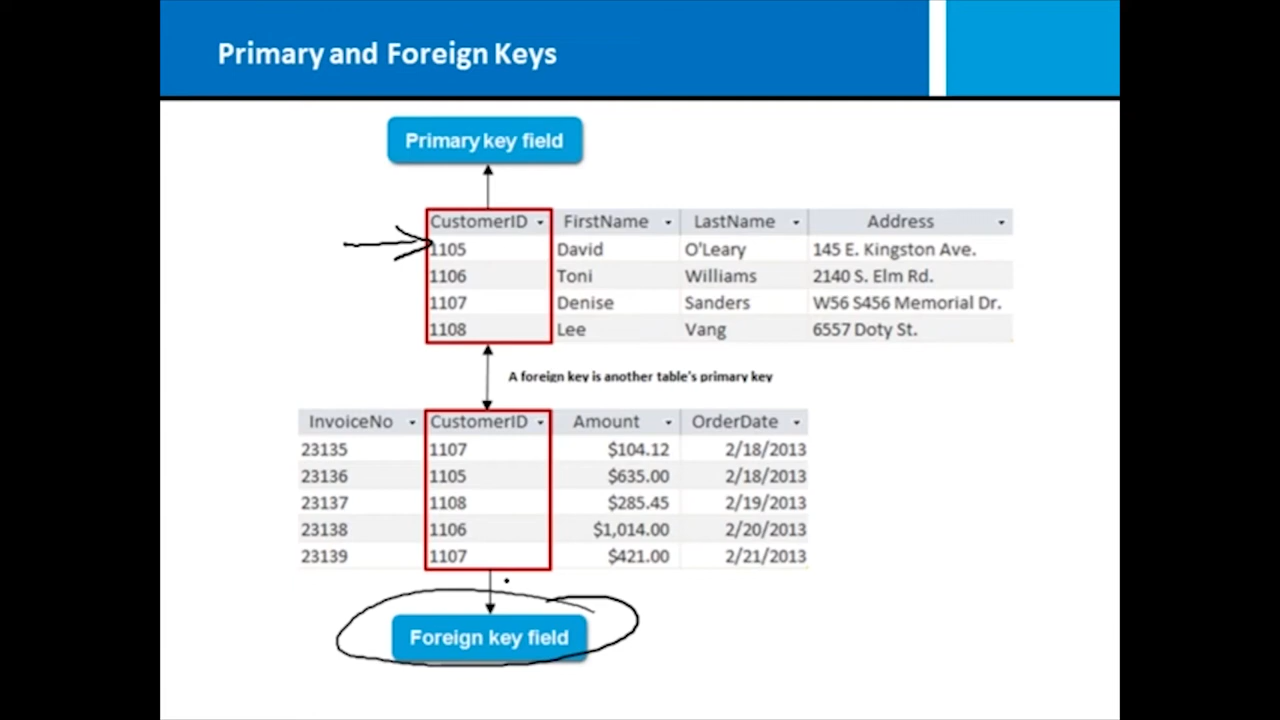 Primary and Foreign Keys
Primary key field
CustomerID FirstName LastName Address
1105 David O'Leary 145 E. Kingston Ave.
1106 Toni Williams 2140 S. Elm Rd.
1107 Denise Sanders W56 S456 Memorial Dr.
1108 Lee Vang 6557 Doty St.
A foreign key is another table's primary key
InvoiceNo CustomerID Amount OrderDate
23135 1107 $104.12 2/18/2013
23136 1105 $635.00 2/18/2013
23137 1108 $285.45 2/19/2013
23138 1106 $1,014.00 2/20/2013
23139 1107 $421.00 2/21/2013
Foreign key field